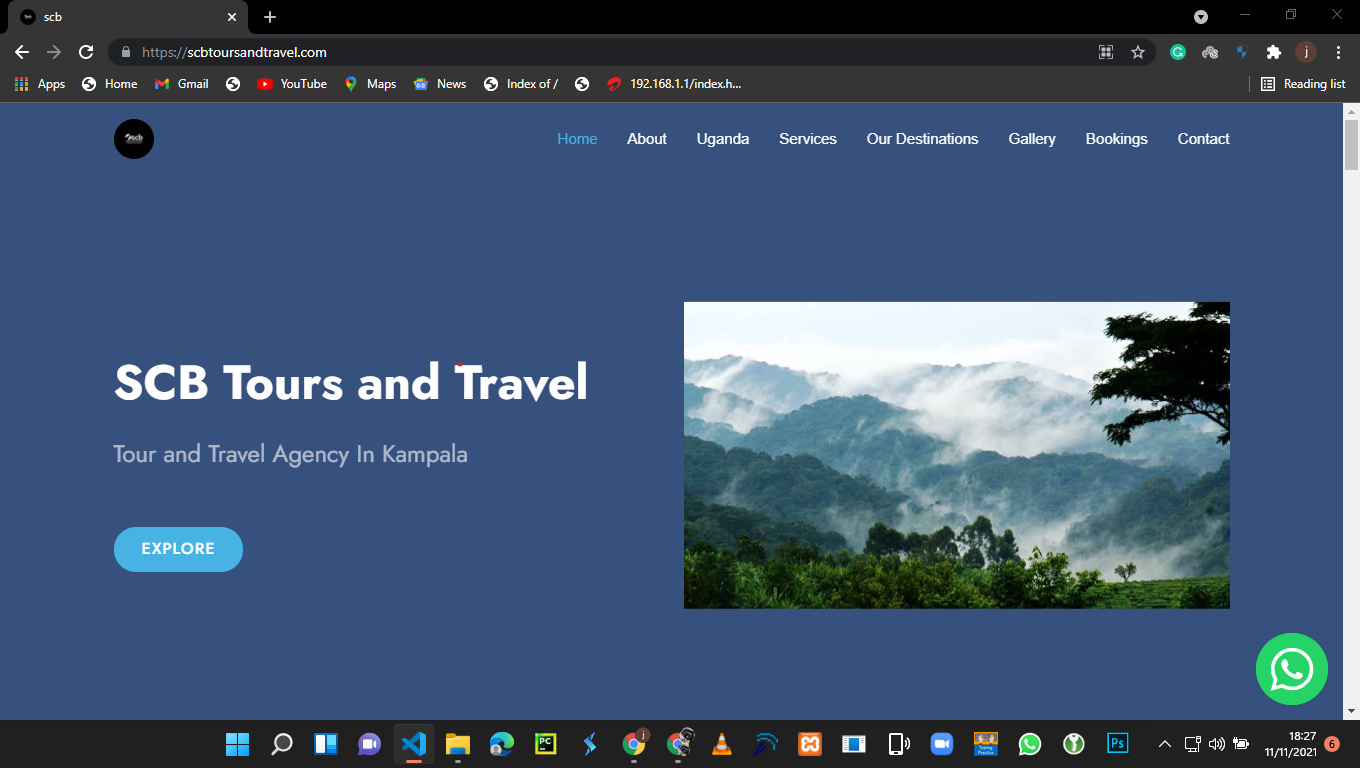 scb
https://scbtoursandtravel.com
Apps Home Gmail YouTube Maps News Index of / 192.168.1.1/index.h... Reading list
scb Home About Uganda Services Our Destinations Gallery Bookings Contact
SCB Tours and Travel
Tour and Travel Agency In Kampala
EXPLORE
18:27
11/11/2021 6